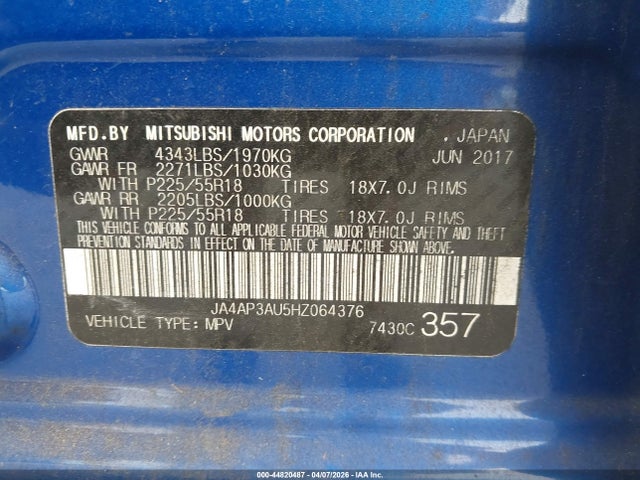 MFD.BY MITSUBISHI MOTORS CORPORATION . JAPAN
GVWR 4343LBS/1970KG JUN 2017
GAWR FR 2271LBS/1030KG
WITH P225/55R18 TIRES 18X7.0J RIMS
GAWR RR 2205LBS/1000KG
WITH P225/55R18 TIRES 18X7.0J RIMS
THIS VEHICLE CONFORMS TO ALL APPLICABLE FEDERAL MOTOR VEHICLE SAFETY AND THEFT
PREVENTION STANDARDS IN EFFECT ON THE DATE OF MANUFACTURE SHOWN ABOVE.
JA4AP3AU5HZ064376
VEHICLE TYPE: MPV 7430C 357
000-44820487 - 04/07/2026 - Copyright IAA, LLC